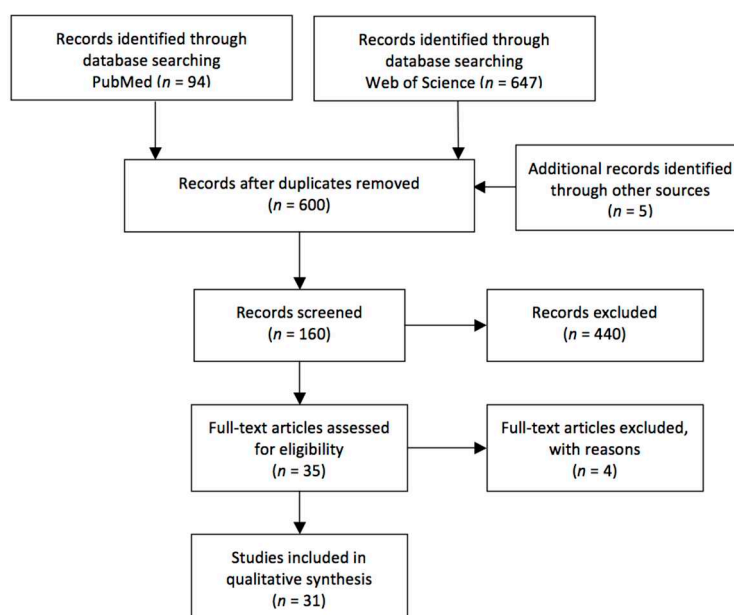 Records identified through
database searching
PubMed (n = 94)
Records identified through
database searching
Web of Science (n = 647)
Records after duplicates removed
(n = 600)
Additional records identified
through other sources
(n = 5)
Records screened
(n = 160)
Records excluded
(n = 440)
Full-text articles assessed
for eligibility
(n = 35)
Full-text articles excluded,
with reasons
(n = 4)
Studies included in
qualitative synthesis
(n = 31)